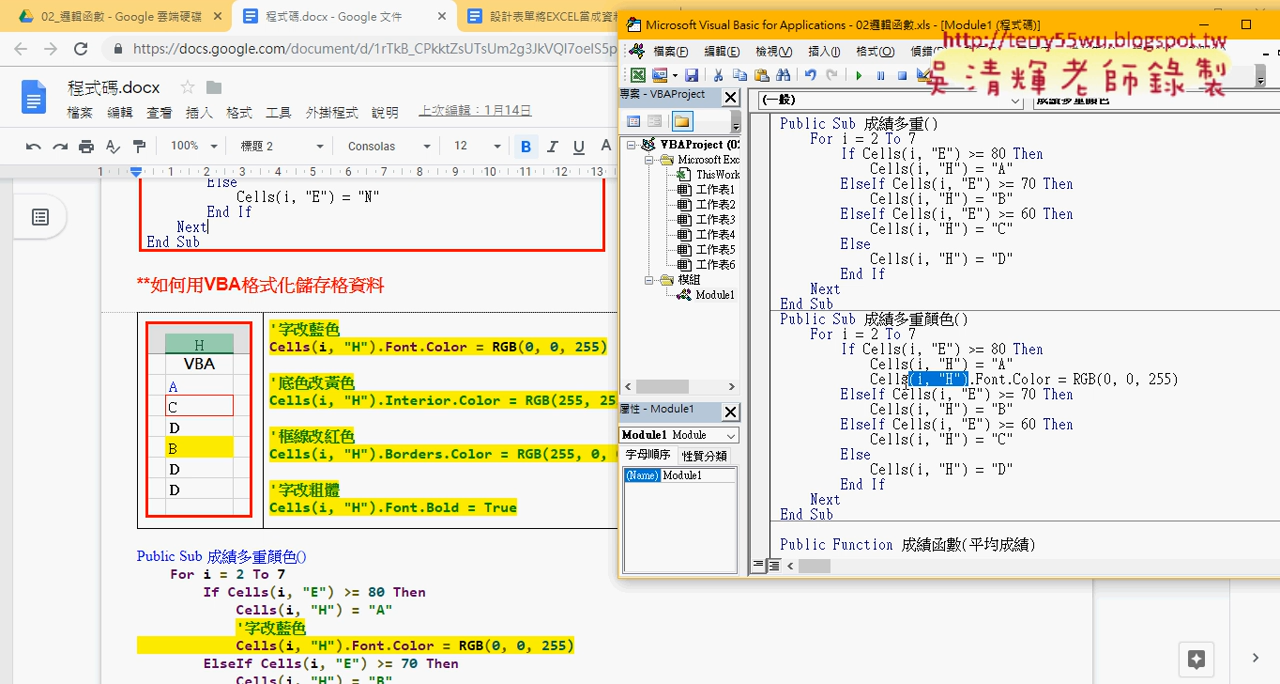 02_邏輯函數 - Google 雲端硬碟
程式碼.docx - Google 文件
設計表單將EXCEL當成資料
https://docs.google.com/document/d/1rTkB_CPkktZsUTsUm2g3JkVQI7oeIS5p
程式碼.docx
檔案 編輯 查看 插入 格式 工具 外掛程式 說明 上次編輯：1月14日
100% 標題 2 Consolas 12 B I U A
1 1 2 3 4 5 6 7 8 9 10 11 12 13
Else
Cells(i, "E") = "N"
End If
Next
End Sub
**如何用VBA格式化儲存格資料
H
VBA
A
C
D
B
D
D
'字改藍色
Cells(i, "H").Font.Color = RGB(0, 0, 255)
'底色改黃色
Cells(i, "H").Interior.Color = RGB(255, 25
'框線改紅色
Cells(i, "H").Borders.Color = RGB(255, 0,
'字改粗體
Cells(i, "H").Font.Bold = True
Public Sub 成績多重顏色()
For i = 2 To 7
If Cells(i, "E") >= 80 Then
Cells(i, "H") = "A"
'字改藍色
Cells(i, "H").Font.Color = RGB(0, 0, 255)
ElseIf Cells(i, "E") >= 70 Then
Cells(i, "H") = "B"
Microsoft Visual Basic for Applications - 02邏輯函數.xls - [Module1 (程式碼)]
檔案(F) 編輯(E) 檢視(V) 插入(I) 格式(O)
http://terry55wu.blogspot.tw
吳清輝老師錄製
專案 - VBAProject
VBAProject (02
Microsoft Exc
ThisWork
工作表1
工作表2
工作表3
工作表4
工作表5
工作表6
模組
Module1
屬性 - Module1
Module1 Module
字母順序 性質分類
(Name) Module1
(一般) 成績多重顏色
Public Sub 成績多重()
For i = 2 To 7
If Cells(i, "E") >= 80 Then
Cells(i, "H") = "A"
ElseIf Cells(i, "E") >= 70 Then
Cells(i, "H") = "B"
ElseIf Cells(i, "E") >= 60 Then
Cells(i, "H") = "C"
Else
Cells(i, "H") = "D"
End If
Next
End Sub
Public Sub 成績多重顏色()
For i = 2 To 7
If Cells(i, "E") >= 80 Then
Cells(i, "H") = "A"
Cells(i, "H").Font.Color = RGB(0, 0, 255)
ElseIf Cells(i, "E") >= 70 Then
Cells(i, "H") = "B"
ElseIf Cells(i, "E") >= 60 Then
Cells(i, "H") = "C"
Else
Cells(i, "H") = "D"
End If
Next
End Sub
Public Function 成績函數(平均成績)